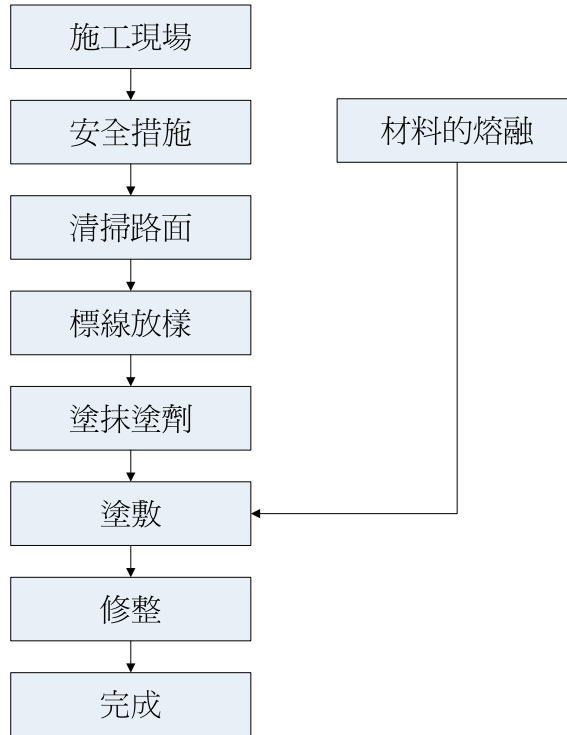 施工現場
安全措施
材料的熔融
清掃路面
標線放樣
塗抹塗劑
塗敷
修整
完成